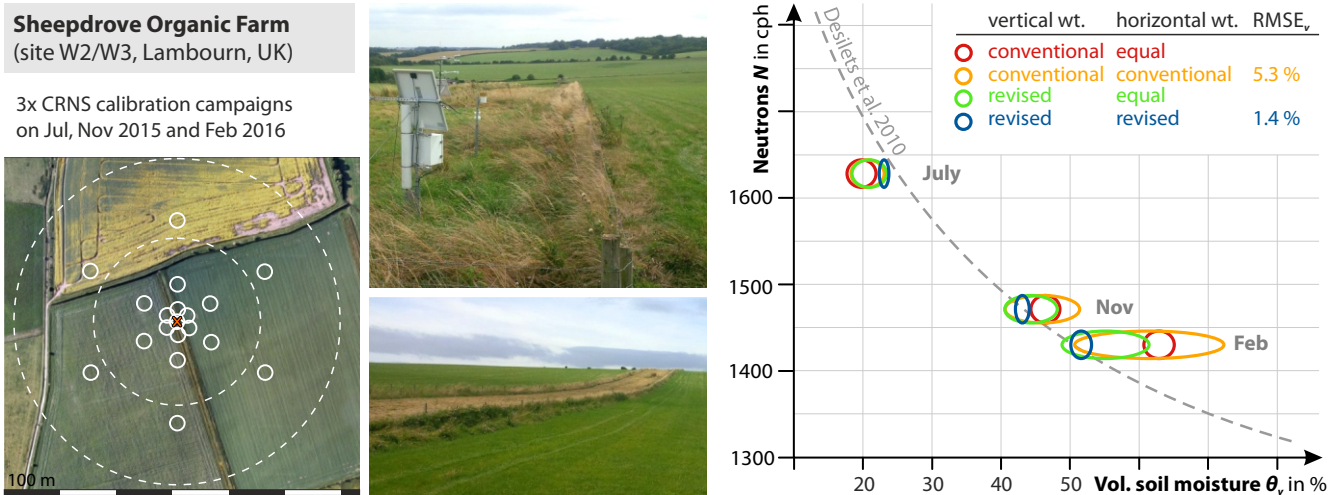 Sheepdrove Organic Farm
(site W2/W3, Lambourn, UK)
3x CRNS calibration campaigns
on Jul, Nov 2015 and Feb 2016
100 m
Neutrons N in cph
1600
1500
1400
1300
Desilets et al. 2010
vertical wt. horizontal wt. RMSEᵥ
conventional equal
conventional conventional 5.3 %
revised equal
revised revised 1.4 %
July
Nov
Feb
20 30 40 50 Vol. soil moisture θᵥ in %